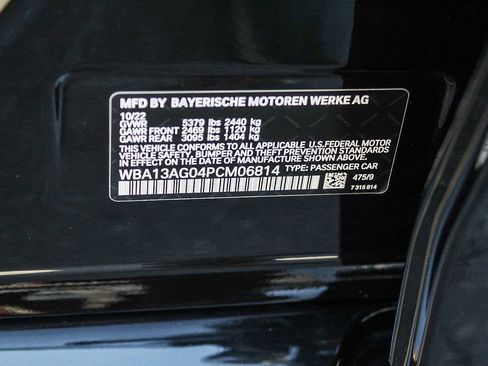 MFD BY BAYERISCHE MOTOREN WERKE AG
10/22
GVWR 5379 lbs 2440 kg
GAWR FRONT 2469 lbs 1120 kg
GAWR REAR 3095 lbs 1404 kg
THIS VEHICLE CONFORMS TO ALL APPLICABLE U.S.FEDERAL MOTOR
VEHICLE SAFETY, BUMPER AND THEFT PREVENTION STANDARDS IN
EFFECT ON THE DATE OF MANUFACTURE SHOWN ABOVE.
WBA13AG04PCM06814 TYPE: PASSENGER CAR
475/9
7 315 814